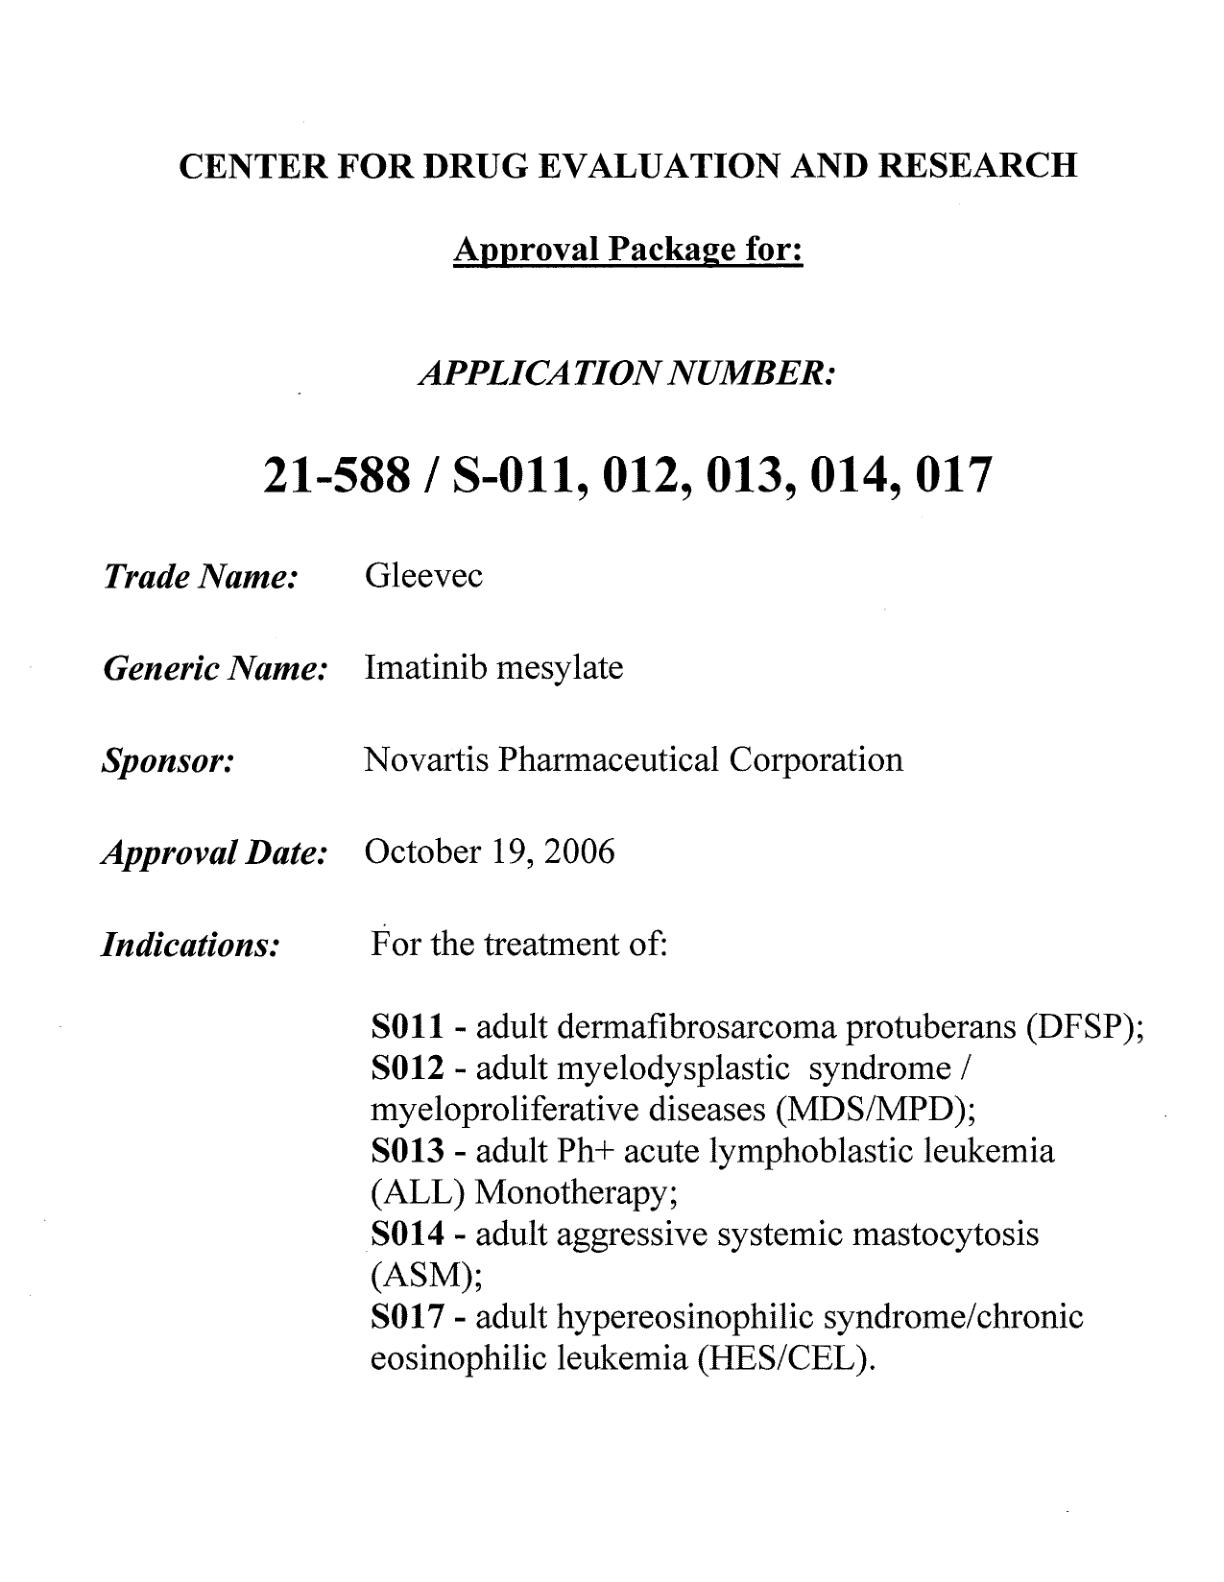 CENTER FOR DRUG EVALUATION AND RESEARCH
Approval Package for:
APPLICATION NUMBER:
21-588 / S-011, 012, 013, 014, 017
Trade Name: Gleevec
Generic Name: Imatinib mesylate
Sponsor: Novartis Pharmaceutical Corporation
Approval Date: October 19, 2006
Indications: For the treatment of:
S011 - adult dermafibrosarcoma protuberans (DFSP);
S012 - adult myelodysplastic syndrome /
myeloproliferative diseases (MDS/MPD);
S013 - adult Ph+ acute lymphoblastic leukemia
(ALL) Monotherapy;
S014 - adult aggressive systemic mastocytosis
(ASM);
S017 - adult hypereosinophilic syndrome/chronic
eosinophilic leukemia (HES/CEL).